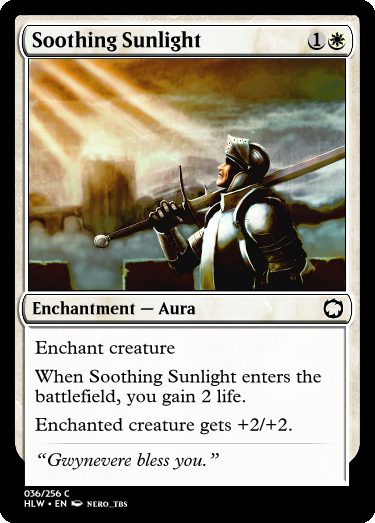 Soothing Sunlight 1
Enchantment — Aura
Enchant creature
When Soothing Sunlight enters the
battlefield, you gain 2 life.
Enchanted creature gets +2/+2.
“Gwynevere bless you.”
036/256 C
HLW • EN NERO_TBS